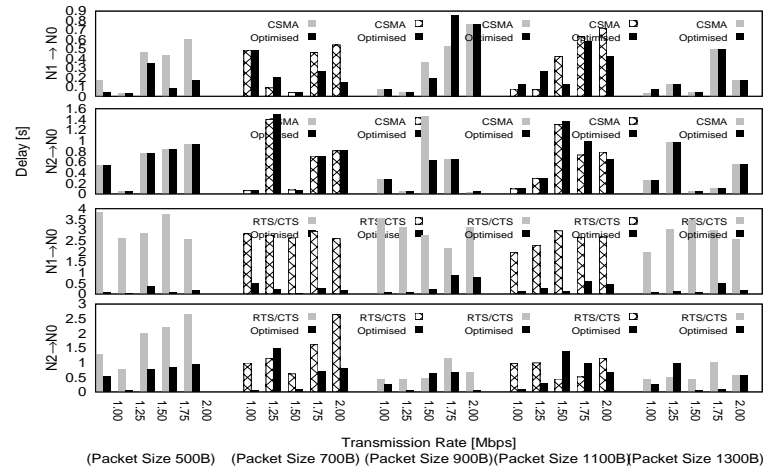 Delay [s]
N1 → N0
0.9
0.8
0.7
0.6
0.5
0.4
0.3
0.2
0.1
0
CSMA CSMA CSMA CSMA CSMA
Optimised Optimised Optimised Optimised Optimised
N2→N0
1.6
1.4
1.2
1
0.8
0.6
0.4
0.2
0
CSMA CSMA CSMA CSMA CSMA
Optimised Optimised Optimised Optimised Optimised
N1→N0
4
3.5
3
2.5
2
1.5
1
0.5
0
RTS/CTS RTS/CTS RTS/CTS RTS/CTS RTS/CTS
Optimised Optimised Optimised Optimised Optimised
N2→N0
3
2.5
2
1.5
1
0.5
0
RTS/CTS RTS/CTS RTS/CTS RTS/CTS RTS/CTS
Optimised Optimised Optimised Optimised Optimised
1.00 1.25 1.50 1.75 2.00 1.00 1.25 1.50 1.75 2.00 1.00 1.25 1.50 1.75 2.00 1.00 1.25 1.50 1.75 2.00 1.00 1.25 1.50 1.75 2.00
Transmission Rate [Mbps]
(Packet Size 500B) (Packet Size 700B) (Packet Size 900B) (Packet Size 1100B) (Packet Size 1300B)